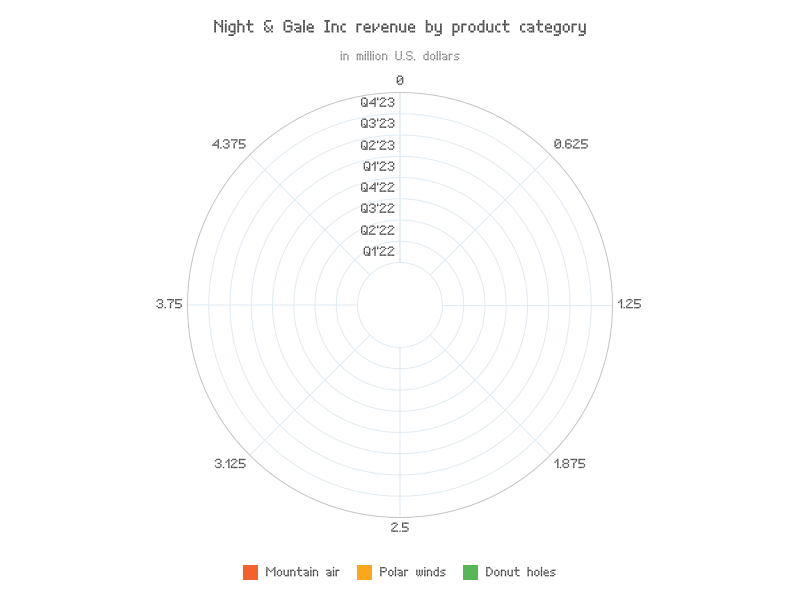 Night & Gale Inc revenue by product category
in million U.S. dollars
0
Q4'23
Q3'23
4.375
0.625
Q2'23
Q1'23
Q4'22
Q3'22
Q2'22
Q1'22
3.75
1.25
3.125
1.875
2.5
Mountain air
Polar winds
Donut holes